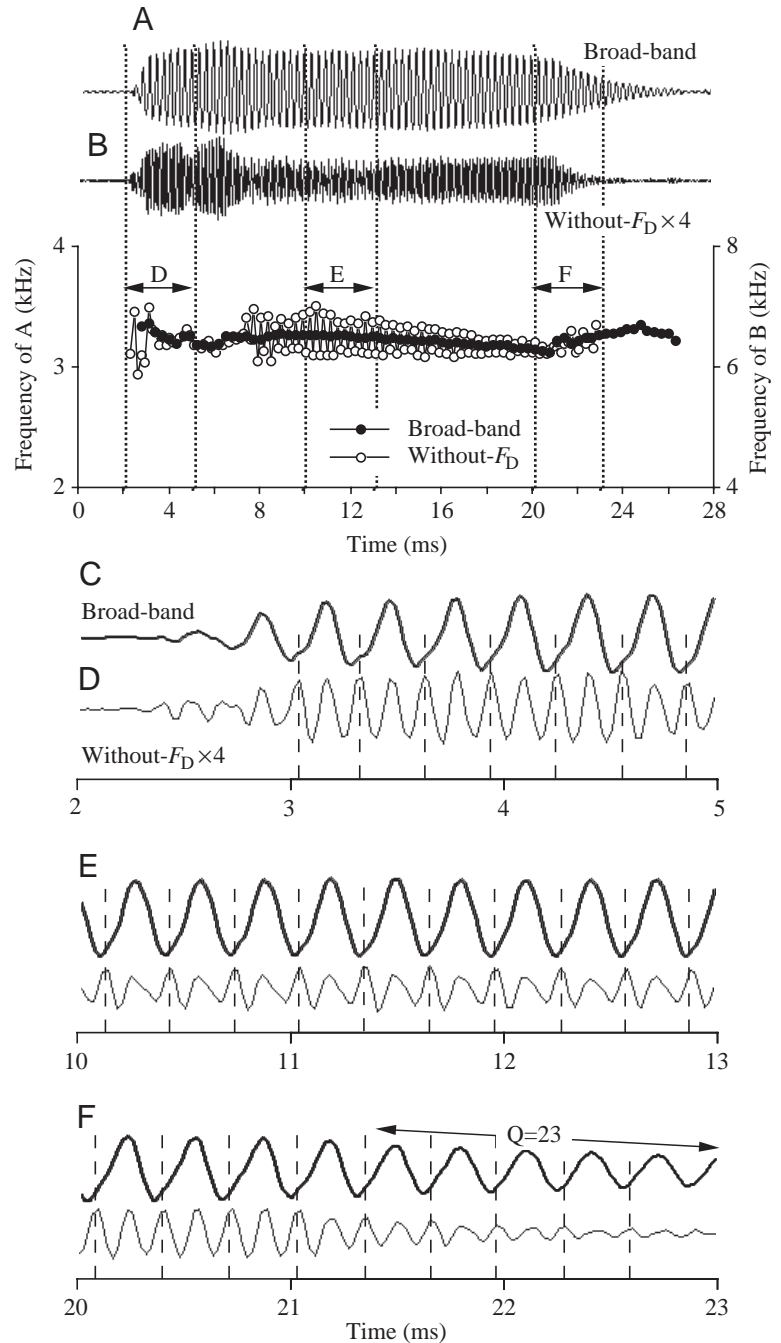 A
Broad-band
B
Without-FD×4
4
8
D
E
F
Frequency of A (kHz)
3
6
Frequency of B (kHz)
Broad-band
Without-FD
2
4
0
4
8
12
16
20
24
28
Time (ms)
C
Broad-band
D
Without-FD×4
2
3
4
5
E
10
11
12
13
F
Q=23
20
21
22
23
Time (ms)